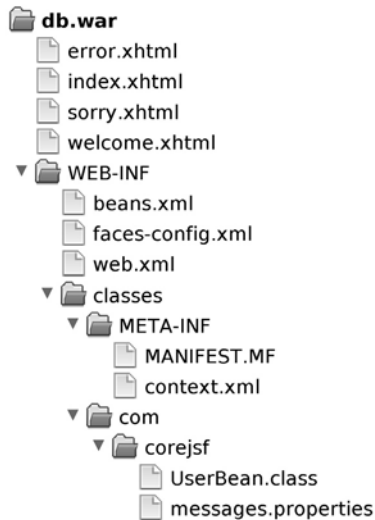 db.war
error.xhtml
index.xhtml
sorry.xhtml
welcome.xhtml
WEB-INF
beans.xml
faces-config.xml
web.xml
classes
META-INF
MANIFEST.MF
context.xml
com
corejsf
UserBean.class
messages.properties